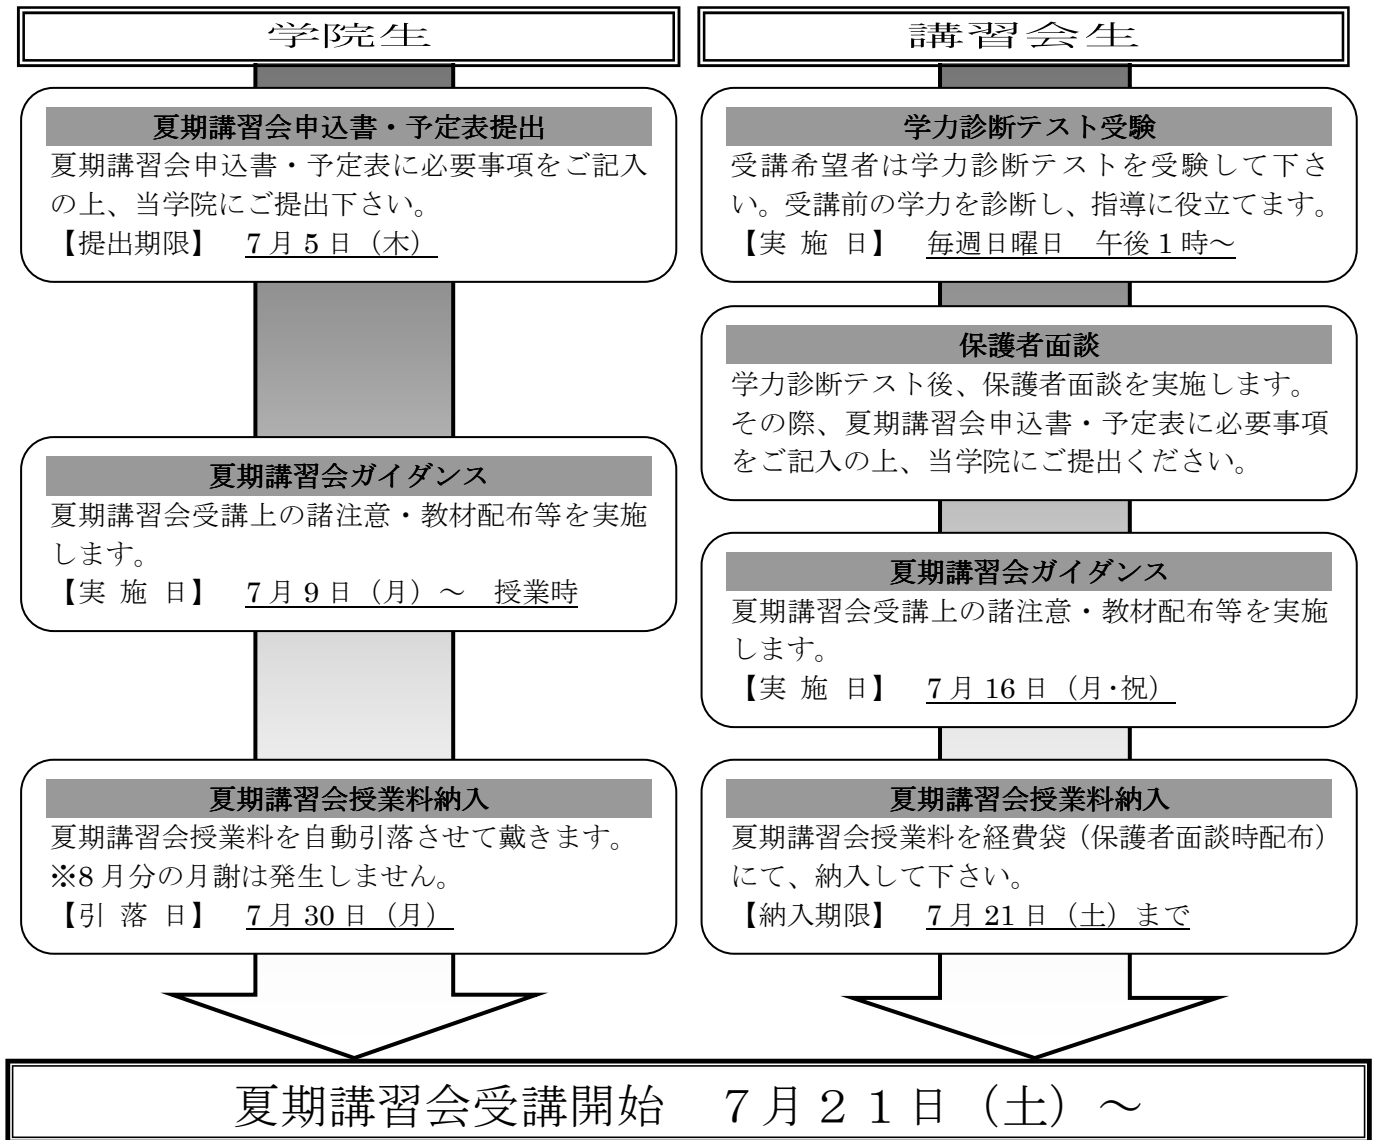 学院生
夏期講習会申込書・予定表提出
夏期講習会申込書・予定表に必要事項をご記入
の上、当学院にご提出下さい。
【提出期限】　7月5日（木）
夏期講習会ガイダンス
夏期講習会受講上の諸注意・教材配布等を実施
します。
【実 施 日】　7月9日（月）～　授業時
夏期講習会授業料納入
夏期講習会授業料を自動引落させて戴きます。
※8月分の月謝は発生しません。
【引 落 日】　7月30日（月）
講習会生
学力診断テスト受験
受講希望者は学力診断テストを受験して下さ
い。受講前の学力を診断し、指導に役立てます。
【実 施 日】　毎週日曜日　午後1時～
保護者面談
学力診断テスト後、保護者面談を実施します。
その際、夏期講習会申込書・予定表に必要事項
をご記入の上、当学院にご提出ください。
夏期講習会ガイダンス
夏期講習会受講上の諸注意・教材配布等を実施
します。
【実 施 日】　7月16日（月・祝）
夏期講習会授業料納入
夏期講習会授業料を経費袋（保護者面談時配布）
にて、納入して下さい。
【納入期限】　7月21日（土）まで
夏期講習会受講開始　７月２１日（土）～